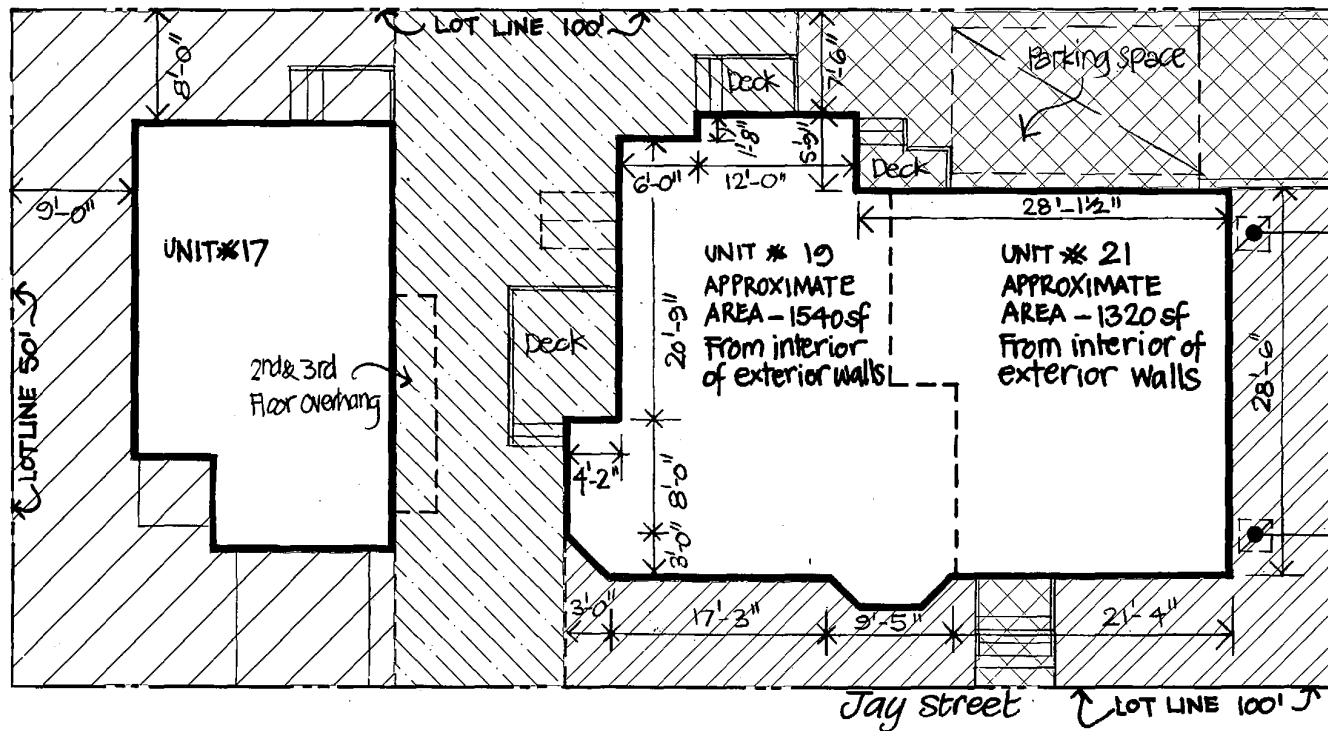 LOT LINE 100'
8'-0"
Deck
7'-6"
Parking space
1'-8"
5'-9"
Deck
6'-0"
12'-0"
9'-0"
28'-1½"
UNIT # 17
UNIT # 19
APPROXIMATE
AREA - 1540 sf
From interior
of exterior walls
UNIT # 21
APPROXIMATE
AREA - 1320 sf
From interior of
exterior walls
20'-9"
Deck
2nd & 3rd
Floor overhang
28'-6"
LOT LINE 50'
4'-2"
8'-0"
3'-0"
3'-0"
17'-3"
9'-5"
21'-4"
Jay Street
LOT LINE 100'